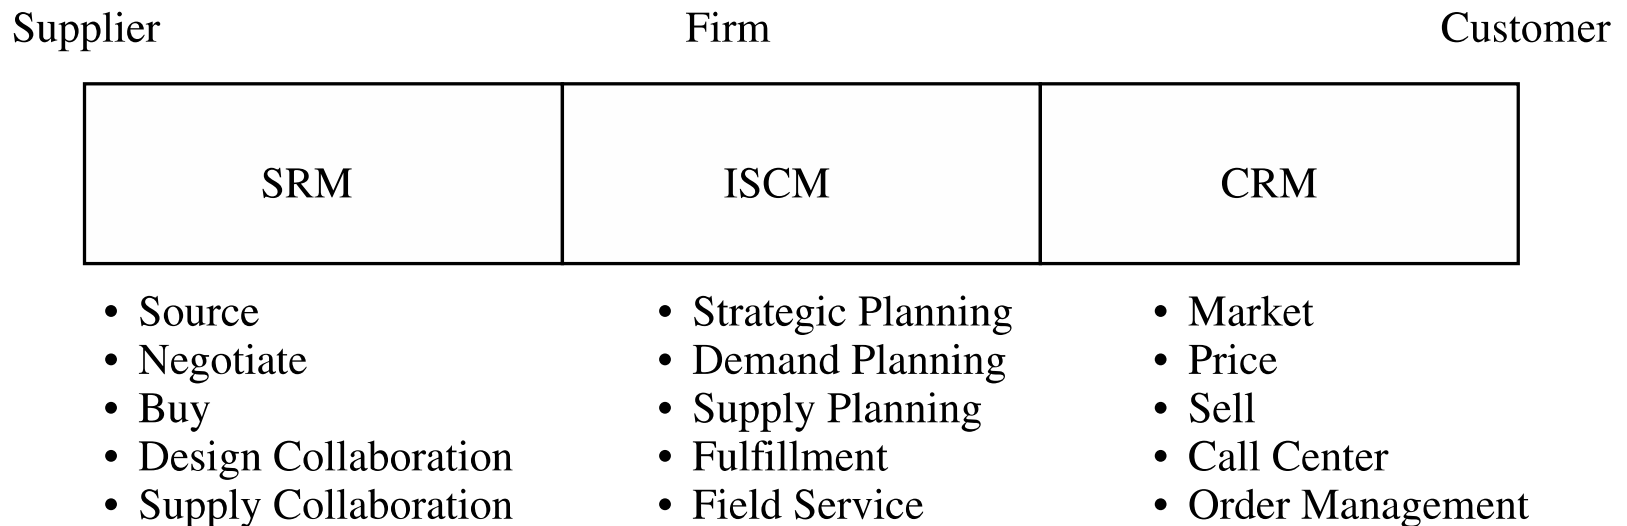 Supplier Firm Customer
SRM ISCM CRM
• Source
• Negotiate
• Buy
• Design Collaboration
• Supply Collaboration
• Strategic Planning
• Demand Planning
• Supply Planning
• Fulfillment
• Field Service
• Market
• Price
• Sell
• Call Center
• Order Management